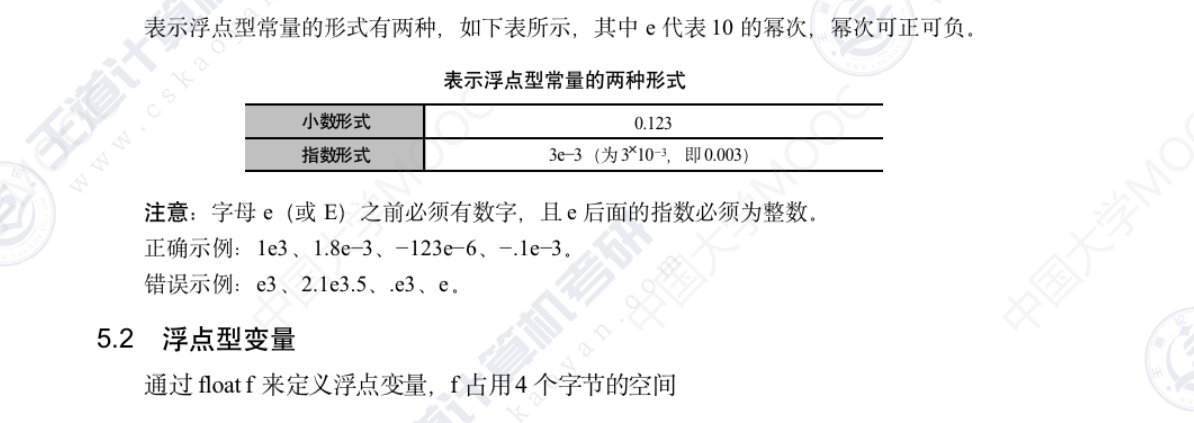 表示浮点型常量的形式有两种，如下表所示，其中 e 代表 10 的幂次，幂次可正可负。
表示浮点型常量的两种形式
小数形式 0.123
指数形式 3e−3（为 3×10⁻³，即 0.003）
注意：字母 e（或 E）之前必须有数字，且 e 后面的指数必须为整数。
正确示例：1e3、1.8e−3、−123e−6、−.1e−3。
错误示例：e3、2.1e3.5、.e3、e。
5.2 浮点型变量
通过 float f 来定义浮点变量，f 占用 4 个字节的空间